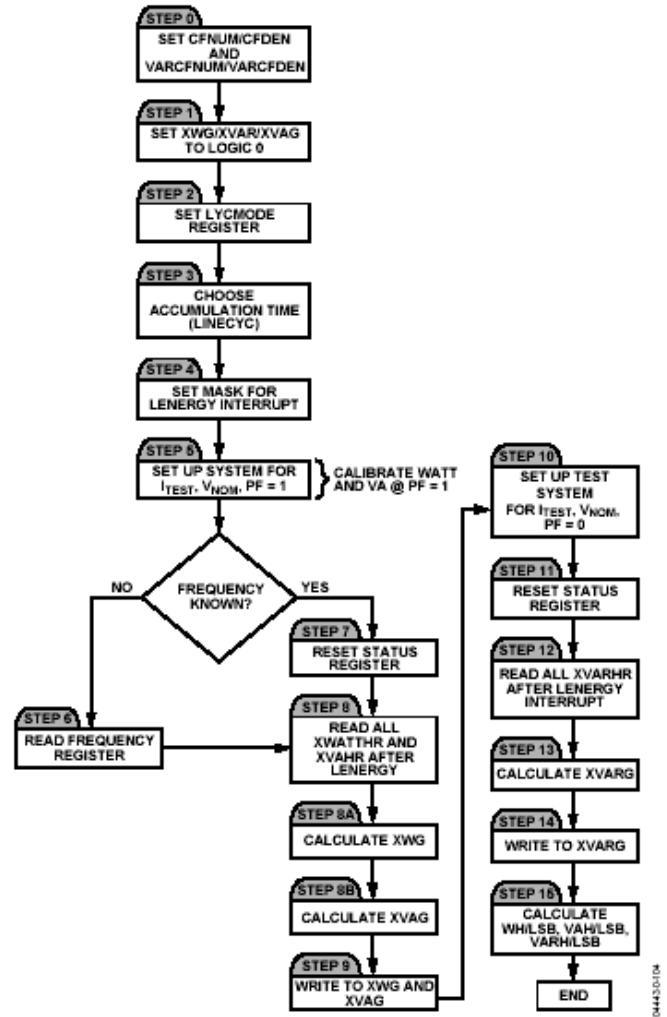 STEP 0
SET CFNUM/CFDEN
AND
VARCFNUM/VARCFDEN
STEP 1
SET XWG/XVAR/XVAG
TO LOGIC 0
STEP 2
SET LYCMODE
REGISTER
STEP 3
CHOOSE
ACCUMULATION TIME
(LINECYC)
STEP 4
SET MASK FOR
LENERGY INTERRUPT
STEP 5
SET UP SYSTEM FOR
ITEST, VNOM, PF = 1
CALIBRATE WATT
AND VA @ PF = 1
FREQUENCY
KNOWN?
NO
YES
STEP 6
READ FREQUENCY
REGISTER
STEP 7
RESET STATUS
REGISTER
STEP 8
READ ALL
XWATTHR AND
XVAHR AFTER
LENERGY
STEP 8A
CALCULATE XWG
STEP 8B
CALCULATE XVAG
STEP 9
WRITE TO XWG AND
XVAG
STEP 10
SET UP TEST
SYSTEM
FOR ITEST, VNOM,
PF = 0
STEP 11
RESET STATUS
REGISTER
STEP 12
READ ALL XVARHR
AFTER LENERGY
INTERRUPT
STEP 13
CALCULATE XVARG
STEP 14
WRITE TO XVARG
STEP 15
CALCULATE
WH/LSB, VAH/LSB,
VARH/LSB
END
04443-0-104